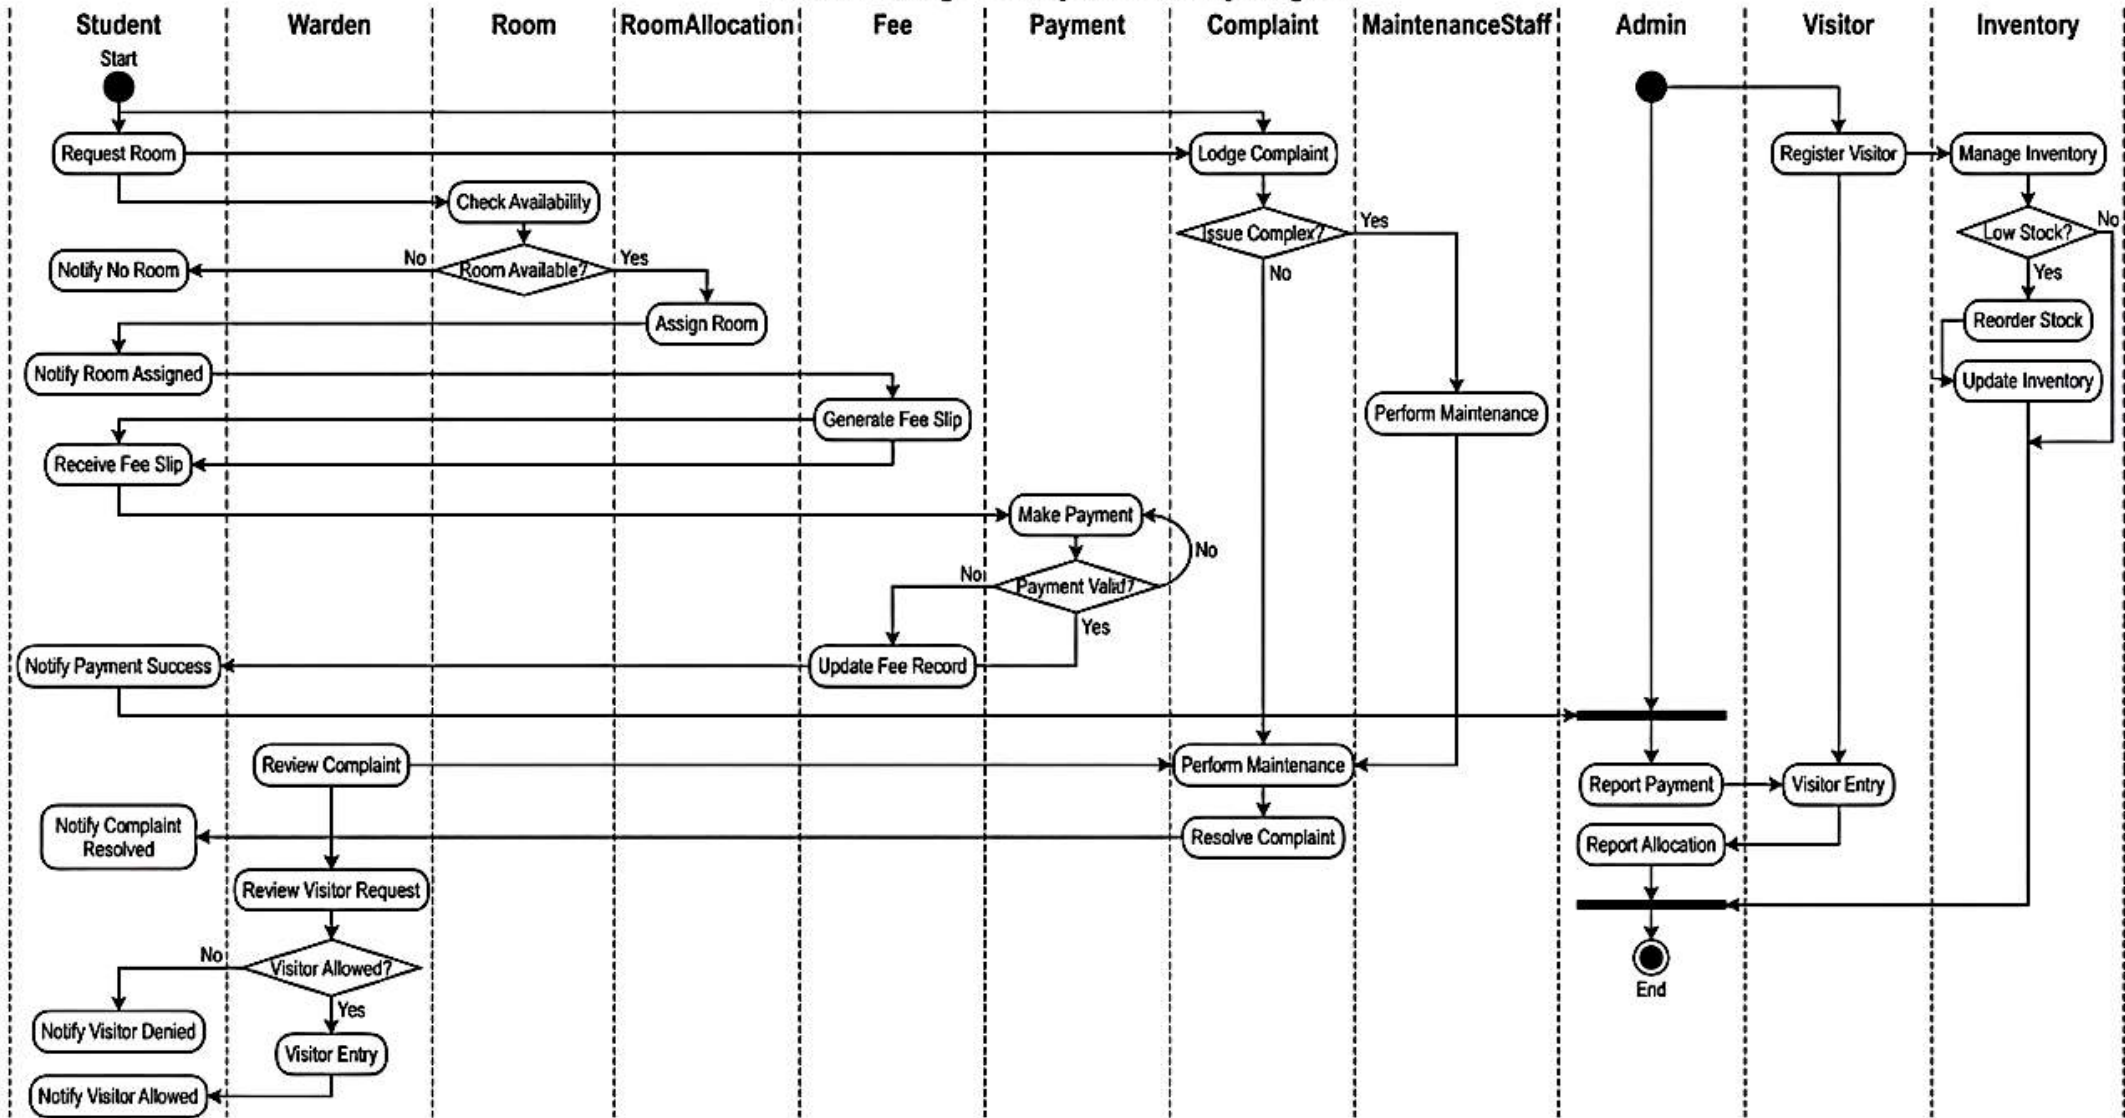 Student Warden Room RoomAllocation Fee Payment Complaint MaintenanceStaff Admin Visitor Inventory
Start
Request Room
Lodge Complaint
Register Visitor
Manage Inventory
Check Availability
Issue Complex?
Yes
Low Stock?
No
Notify No Room
No
Room Available?
Yes
No
Yes
Assign Room
Reorder Stock
Notify Room Assigned
Update Inventory
Generate Fee Slip
Perform Maintenance
Receive Fee Slip
Make Payment
No
No
Payment Valid?
Yes
Notify Payment Success
Update Fee Record
Review Complaint
Perform Maintenance
Report Payment
Visitor Entry
Notify Complaint
Resolved
Resolve Complaint
Report Allocation
Review Visitor Request
No
Visitor Allowed?
Yes
End
Notify Visitor Denied
Visitor Entry
Notify Visitor Allowed